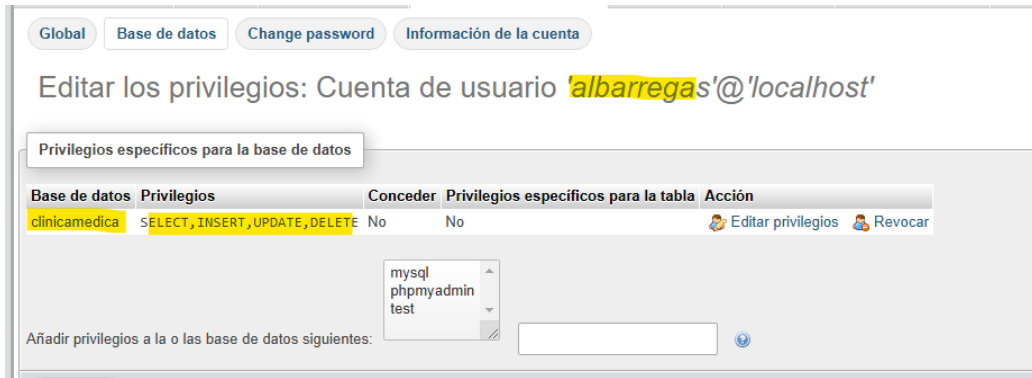 Global Base de datos Change password Información de la cuenta
Editar los privilegios: Cuenta de usuario 'albarregas'@'localhost'
Privilegios específicos para la base de datos
Base de datos Privilegios Conceder Privilegios específicos para la tabla Acción
clinicamedica SELECT,INSERT,UPDATE,DELETE No No Editar privilegios Revocar
mysql
phpmyadmin
test
Añadir privilegios a la o las base de datos siguientes: